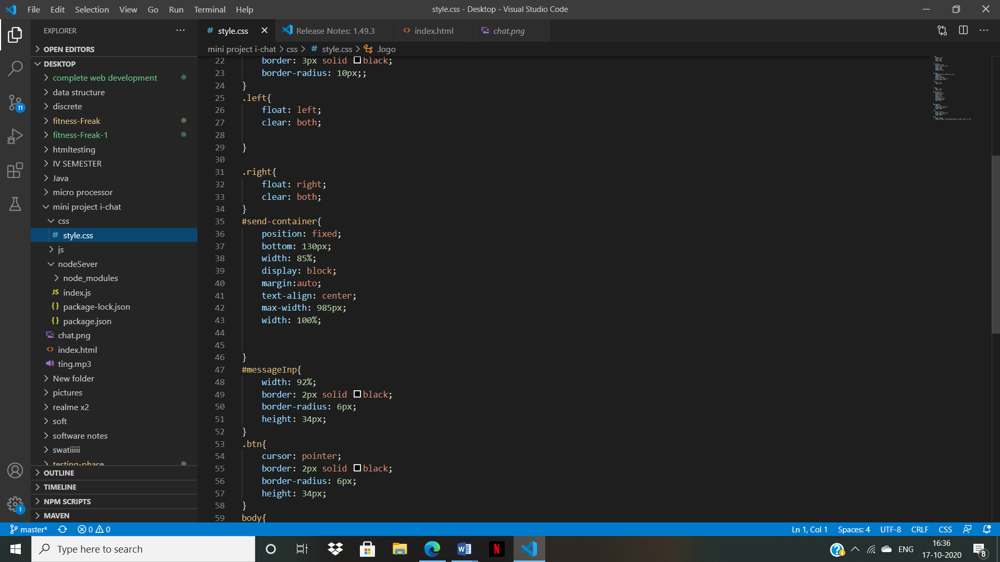 File Edit Selection View Go Run Terminal Help
style.css - Desktop - Visual Studio Code
EXPLORER
OPEN EDITORS
DESKTOP
complete web development
data structure
discrete
fitness-Freak
fitness-Freak-1
htmltesting
IV SEMESTER
Java
micro processor
mini project i-chat
css
# style.css
js
nodeSever
node_modules
JS index.js
{} package-lock.json
{} package.json
chat.png
<> index.html
ting.mp3
New folder
pictures
realme x2
soft
software notes
swatiiiii
testing-phase
OUTLINE
TIMELINE
NPM SCRIPTS
MAVEN
11
1
# style.css
Release Notes: 1.49.3
<> index.html
chat.png
mini project i-chat > css > # style.css > .logo
22 border: 3px solid black;
23 border-radius: 10px;;
24 }
25 .left{
26 float: left;
27 clear: both;
28
29 }
30
31 .right{
32 float: right;
33 clear: both;
34 }
35 #send-container{
36 position: fixed;
37 bottom: 130px;
38 width: 85%;
39 display: block;
40 margin:auto;
41 text-align: center;
42 max-width: 985px;
43 width: 100%;
44
45
46 }
47 #messageInp{
48 width: 92%;
49 border: 2px solid black;
50 border-radius: 6px;
51 height: 34px;
52 }
53 .btn{
54 cursor: pointer;
55 border: 2px solid black;
56 border-radius: 6px;
57 height: 34px;
58 }
59 body{
master* 0 0
Ln 1, Col 1 Spaces: 4 UTF-8 CRLF CSS
Type here to search
W
N
ENG
16:36
17-10-2020
8